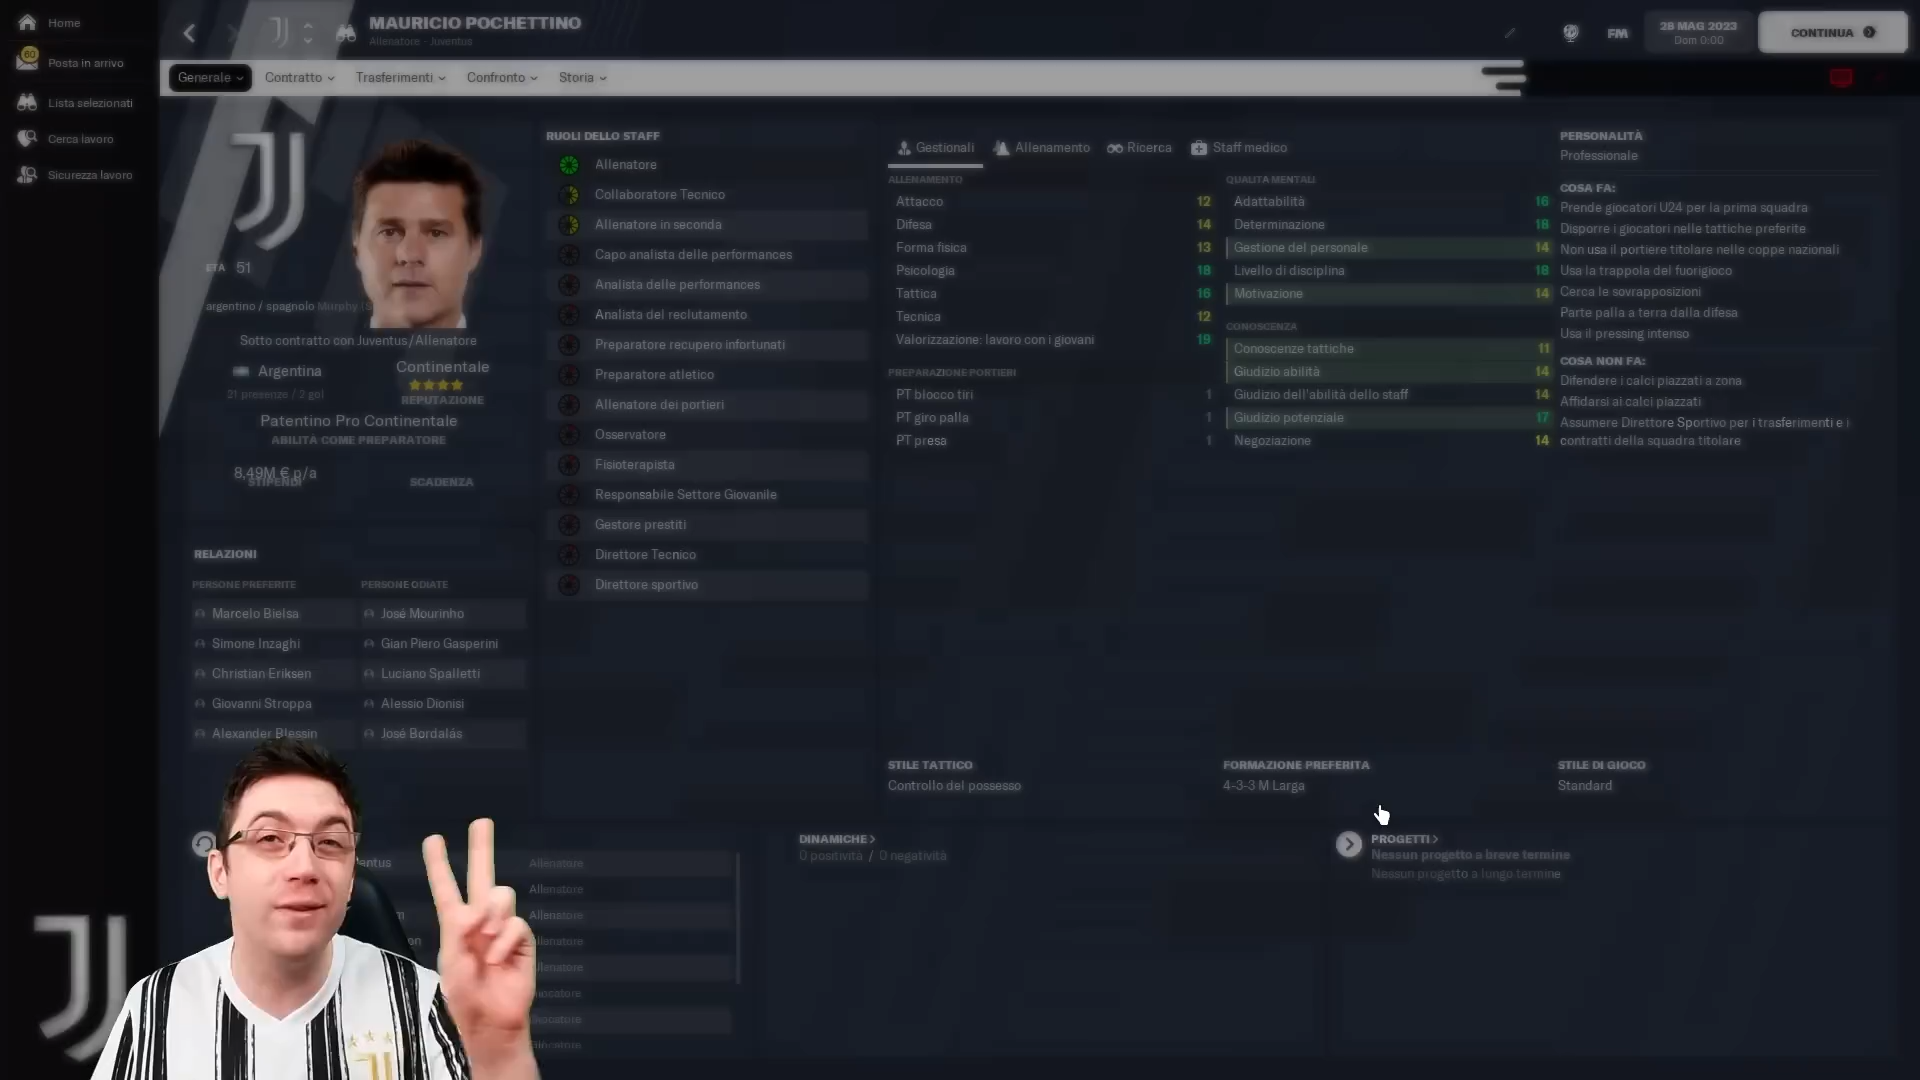 Home
Posta in arrivo
60
Lista selezionati
Cerca lavoro
Sicurezza lavoro
MAURICIO POCHETTINO
Allenatore - Juventus
FM
28 MAG 2023
Dom 0:00
CONTINUA
Generale
Contratto
Trasferimenti
Confronto
Storia
ETÀ 51
argentino / spagnolo Murphy (S
Sotto contratto con Juventus/Allenatore
Argentina
21 presenze / 2 gol
Continentale
REPUTAZIONE
Patentino Pro Continentale
ABILITÀ COME PREPARATORE
8,49M € p/a
STIPENDI
SCADENZA
RELAZIONI
PERSONE PREFERITE
PERSONE ODIATE
Marcelo Bielsa
José Mourinho
Simone Inzaghi
Gian Piero Gasperini
Christian Eriksen
Luciano Spalletti
Giovanni Stroppa
Alessio Dionisi
Alexander Blessin
José Bordalás
RUOLI DELLO STAFF
Allenatore
Collaboratore Tecnico
Allenatore in seconda
Capo analista delle performances
Analista delle performances
Analista del reclutamento
Preparatore recupero infortunati
Preparatore atletico
Allenatore dei portieri
Osservatore
Fisioterapista
Responsabile Settore Giovanile
Gestore prestiti
Direttore Tecnico
Direttore sportivo
Gestionali
Allenamento
Ricerca
Staff medico
ALLENAMENTO
Attacco 12
Difesa 14
Forma fisica 13
Psicologia 18
Tattica 16
Tecnica 12
Valorizzazione: lavoro con i giovani 19
PREPARAZIONE PORTIERI
PT blocco tiri 1
PT giro palla 1
PT presa 1
QUALITÀ MENTALI
Adattabilità 16
Determinazione 18
Gestione del personale 14
Livello di disciplina 18
Motivazione 14
CONOSCENZA
Conoscenze tattiche 11
Giudizio abilità 14
Giudizio dell'abilità dello staff 14
Giudizio potenziale 17
Negoziazione 14
PERSONALITÀ
Professionale
COSA FA:
Prende giocatori U24 per la prima squadra
Disporre i giocatori nelle tattiche preferite
Non usa il portiere titolare nelle coppe nazionali
Usa la trappola del fuorigioco
Cerca le sovrapposizioni
Parte palla a terra dalla difesa
Usa il pressing intenso
COSA NON FA:
Difendere i calci piazzati a zona
Affidarsi ai calci piazzati
Assumere Direttore Sportivo per i trasferimenti e i
contratti della squadra titolare
STILE TATTICO
Controllo del possesso
FORMAZIONE PREFERITA
4-3-3 M Larga
STILE DI GIOCO
Standard
entus Allenatore
Allenatore
m Allenatore
on Allenatore
llenatore
iocatore
Giocatore
Giocatore
DINAMICHE
0 positività / 0 negatività
PROGETTI
Nessun progetto a breve termine
Nessun progetto a lungo termine